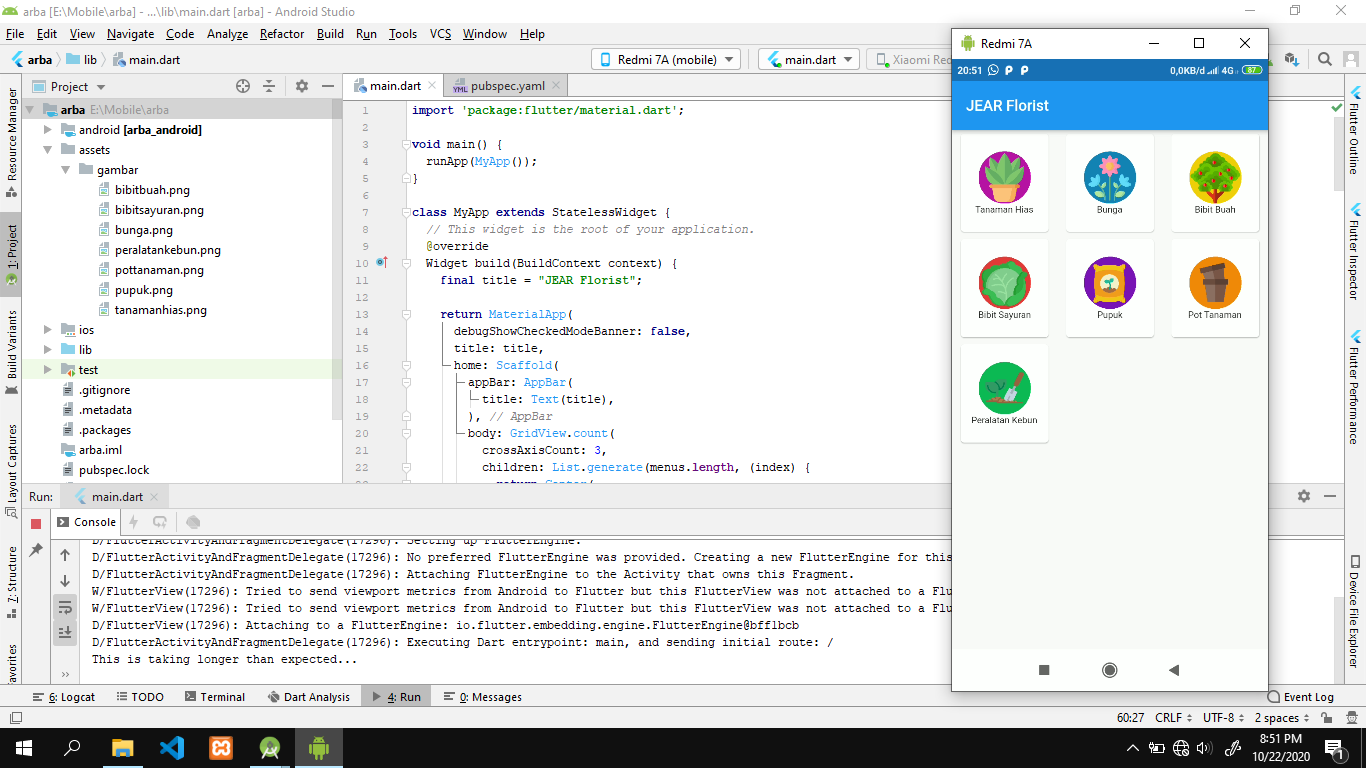 arba [E:\Mobile\arba] - ...\lib\main.dart [arba] - Android Studio
File Edit View Navigate Code Analyze Refactor Build Run Tools VCS Window Help
arba lib main.dart
Redmi 7A (mobile)
main.dart
Xiaomi Red
Project
main.dart
pubspec.yaml
Resource Manager
1: Project
Build Variants
Layout Captures
7: Structure
avorites
arba E:\Mobile\arba
android [arba_android]
assets
gambar
bibitbuah.png
bibitsayuran.png
bunga.png
peralatankebun.png
pottanaman.png
pupuk.png
tanamanhias.png
ios
lib
test
.gitignore
.metadata
.packages
arba.iml
pubspec.lock
1 import 'package:flutter/material.dart';
2
3 void main() {
4 runApp(MyApp());
5 }
6
7 class MyApp extends StatelessWidget {
8 // This widget is the root of your application.
9 @override
10 Widget build(BuildContext context) {
11 final title = "JEAR Florist";
12
13 return MaterialApp(
14 debugShowCheckedModeBanner: false,
15 title: title,
16 home: Scaffold(
17 appBar: AppBar(
18 title: Text(title),
19 ), // AppBar
20 body: GridView.count(
21 crossAxisCount: 3,
22 children: List.generate(menus.length, (index) {
return Center(
Redmi 7A
20:51 0,0KB/d 4G 87
JEAR Florist
Tanaman Hias Bunga Bibit Buah
Bibit Sayuran Pupuk Pot Tanaman
Peralatan Kebun
Flutter Outline
Flutter Inspector
Flutter Performance
Device File Explorer
Run: main.dart
Console
D/FlutterActivityAndFragmentDelegate(17296): Setting up FlutterEngine.
D/FlutterActivityAndFragmentDelegate(17296): No preferred FlutterEngine was provided. Creating a new FlutterEngine for this
D/FlutterActivityAndFragmentDelegate(17296): Attaching FlutterEngine to the Activity that owns this Fragment.
W/FlutterView(17296): Tried to send viewport metrics from Android to Flutter but this FlutterView was not attached to a Flu
W/FlutterView(17296): Tried to send viewport metrics from Android to Flutter but this FlutterView was not attached to a Flu
D/FlutterView(17296): Attaching to a FlutterEngine: io.flutter.embedding.engine.FlutterEngine@bff1bcb
D/FlutterActivityAndFragmentDelegate(17296): Executing Dart entrypoint: main, and sending initial route: /
This is taking longer than expected...
6: Logcat TODO Terminal Dart Analysis 4: Run 0: Messages Event Log
60:27 CRLF UTF-8 2 spaces
8:51 PM
10/22/2020
1